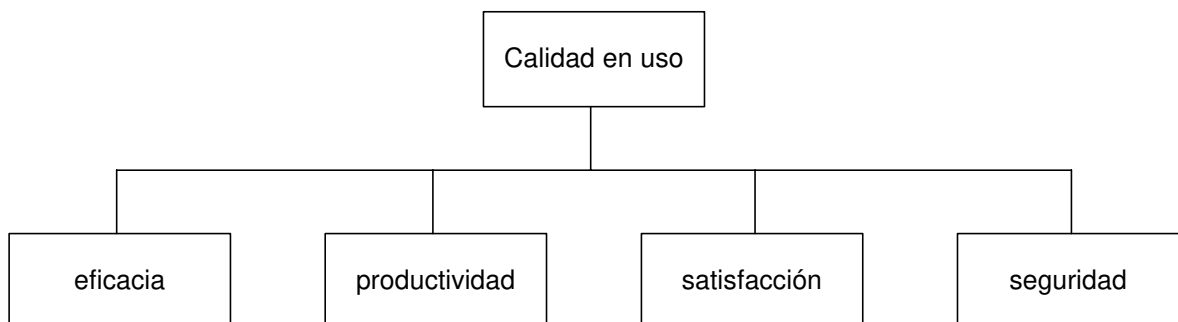 Calidad en uso
eficacia
productividad
satisfacción
seguridad